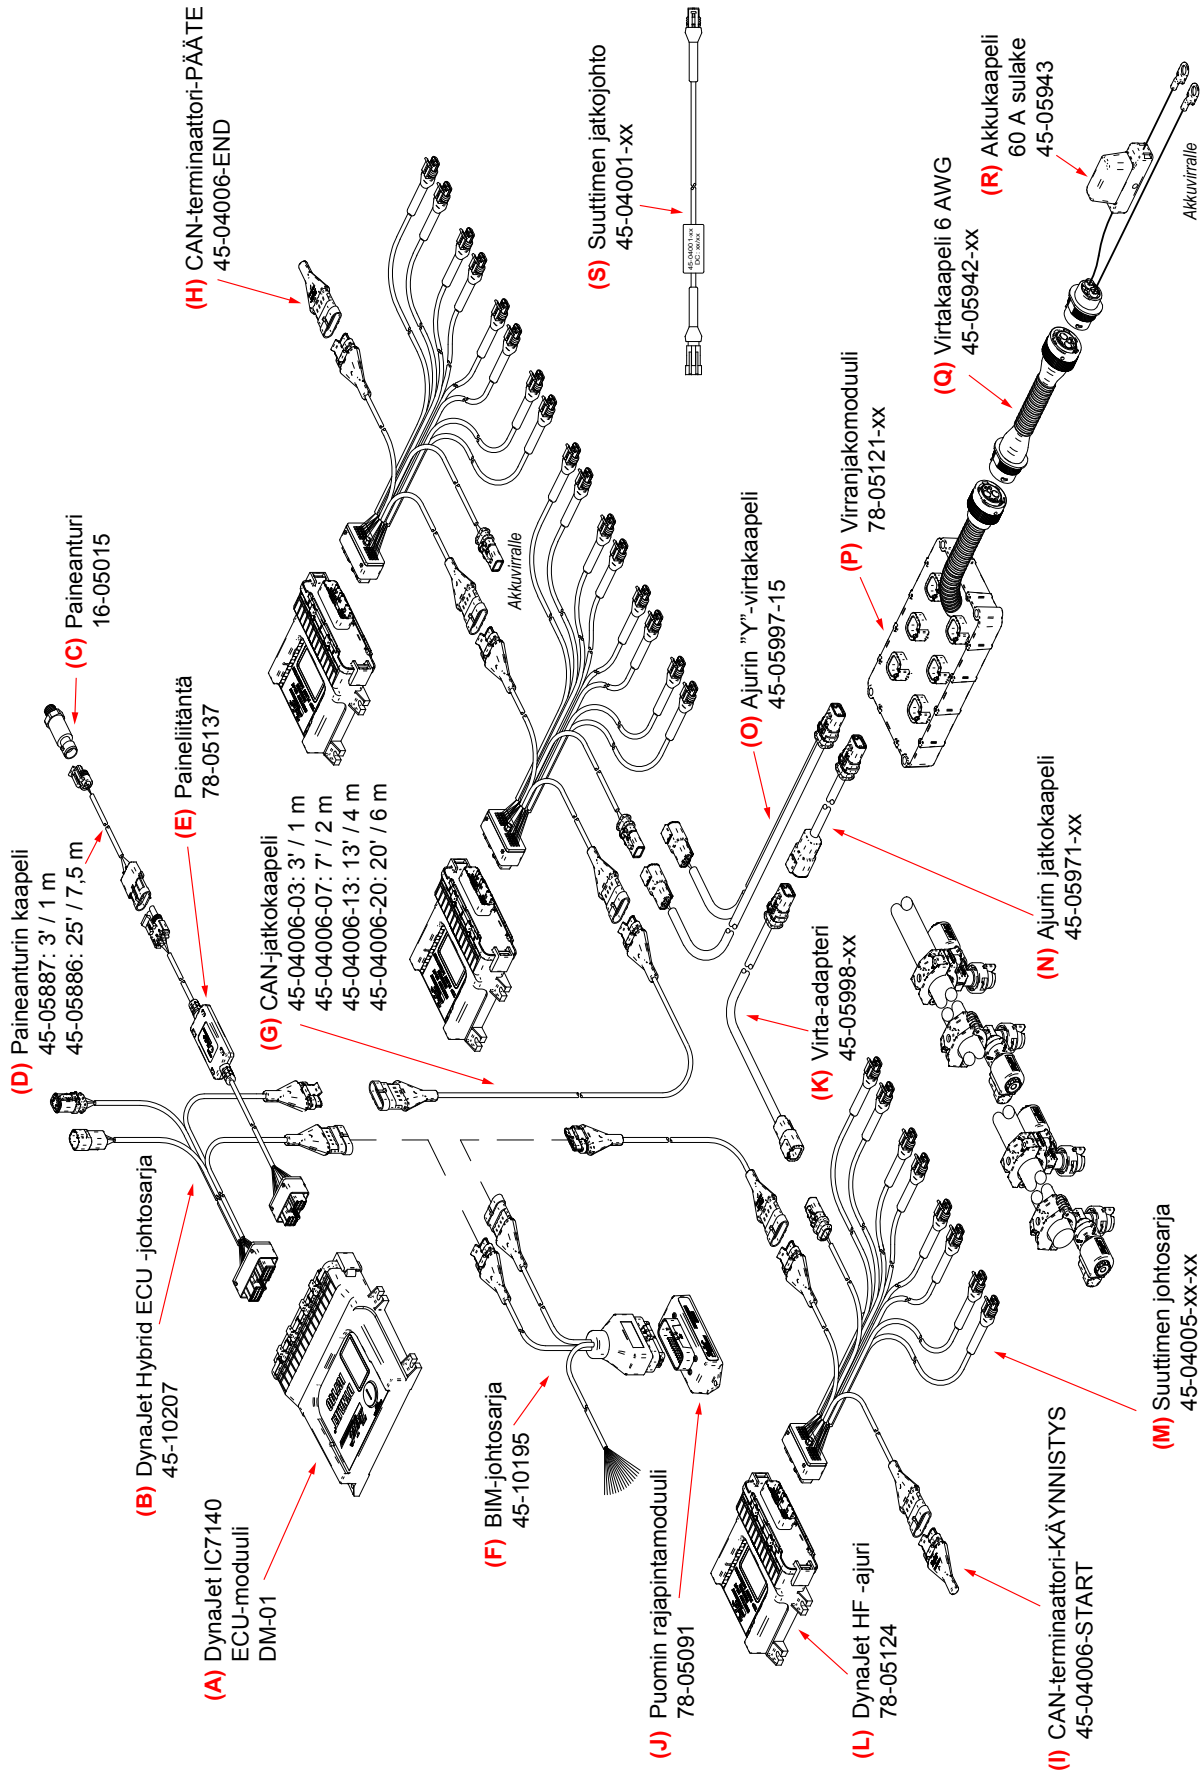 (A) DynaJet IC7140
ECU-moduuli
DM-01
(B) DynaJet Hybrid ECU -johtosarja
45-10207
(C) Paineanturi
16-05015
(D) Paineanturin kaapeli
45-05887: 3' / 1 m
45-05886: 25' / 7,5 m
(E) Paineliitäntä
78-05137
(F) BIM-johtosarja
45-10195
(G) CAN-jatkokaapeli
45-04006-03: 3' / 1 m
45-04006-07: 7' / 2 m
45-04006-13: 13' / 4 m
45-04006-20: 20' / 6 m
(H) CAN-terminaattori-PÄÄTE
45-04006-END
(I) CAN-terminaattori-KÄYNNISTYS
45-04006-START
(J) Puomin rajapintamoduuli
78-05091
(K) Virta-adapteri
45-05998-xx
(L) DynaJet HF -ajuri
78-05124
(M) Suuttimen johtosarja
45-04005-xx-xx
(N) Ajurin jatkokaapeli
45-05971-xx
(O) Ajurin "Y"-virtakaapeli
45-05997-15
(P) Virranjakomoduuli
78-05121-xx
(Q) Virtakaapeli 6 AWG
45-05942-xx
(R) Akkukaapeli
60 A sulake
45-05943
(S) Suuttimen jatkojohto
45-04001-xx
45-04001-xx
DC: xx/xx
Akkuvirralle
Akkuvirralle